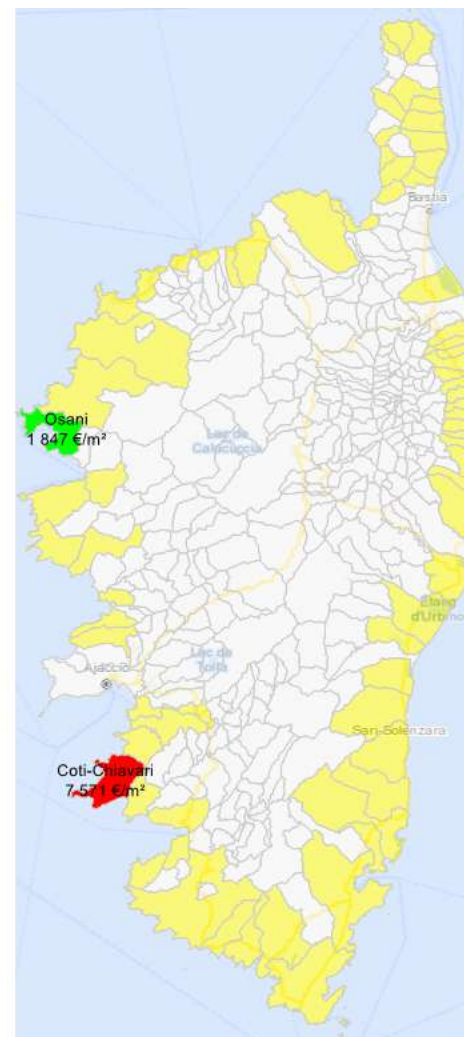 Bastia
Osani
1 847 €/m²
Lac de
Calacuccia
Étang
d'Urbino
Lac de
Tolla
Ajaccio
Sari-Solenzara
Coti-Chiavari
7 571 €/m²